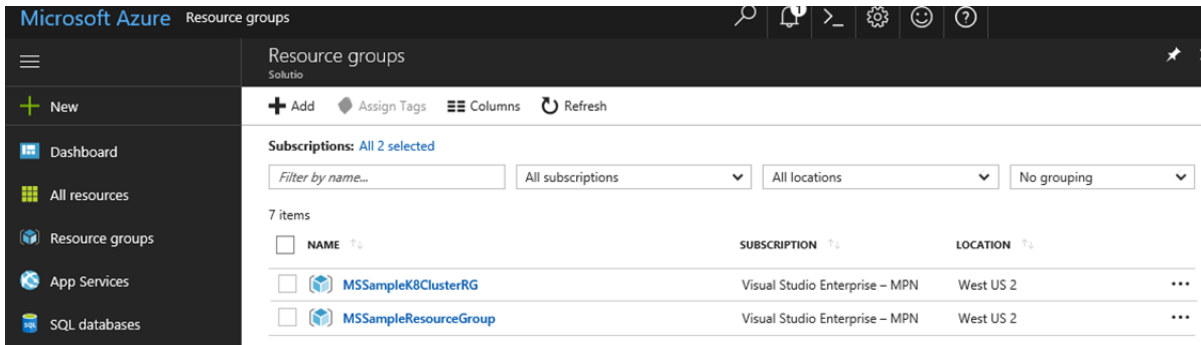 Microsoft Azure Resource groups
1
Resource groups
Solutio
New
Add Assign Tags Columns Refresh
Dashboard
Subscriptions: All 2 selected
Filter by name... All subscriptions All locations No grouping
All resources
7 items
Resource groups
NAME SUBSCRIPTION LOCATION
App Services
MSSampleK8ClusterRG Visual Studio Enterprise – MPN West US 2 ...
SQL databases
MSSampleResourceGroup Visual Studio Enterprise – MPN West US 2 ...